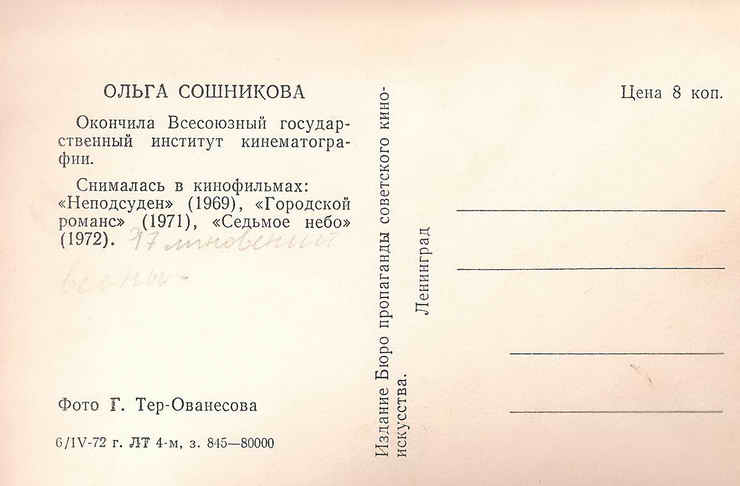 ОЛЬГА СОШНИКОВА
Окончила Всесоюзный государ-
ственный институт кинематогра-
фии.
Снималась в кинофильмах:
«Неподсуден» (1969), «Городской
романс» (1971), «Седьмое небо»
(1972). 17 мгновений
весны-
Фото Г. Тер-Ованесова
6/IV-72 г. ЛТ 4-м, з. 845—80000
Издание Бюро пропаганды советского кино-
искусства.
Ленинград
Цена 8 коп.